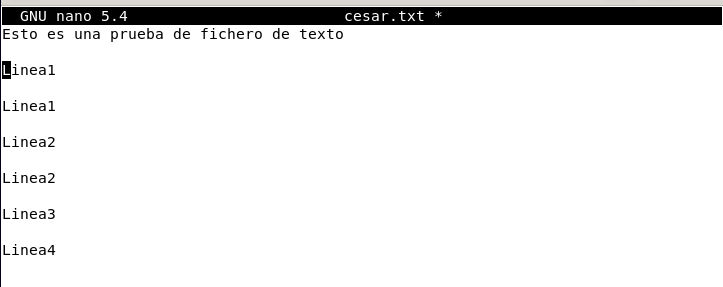 GNU nano 5.4 cesar.txt *
Esto es una prueba de fichero de texto
Linea1
Linea1
Linea2
Linea2
Linea3
Linea4